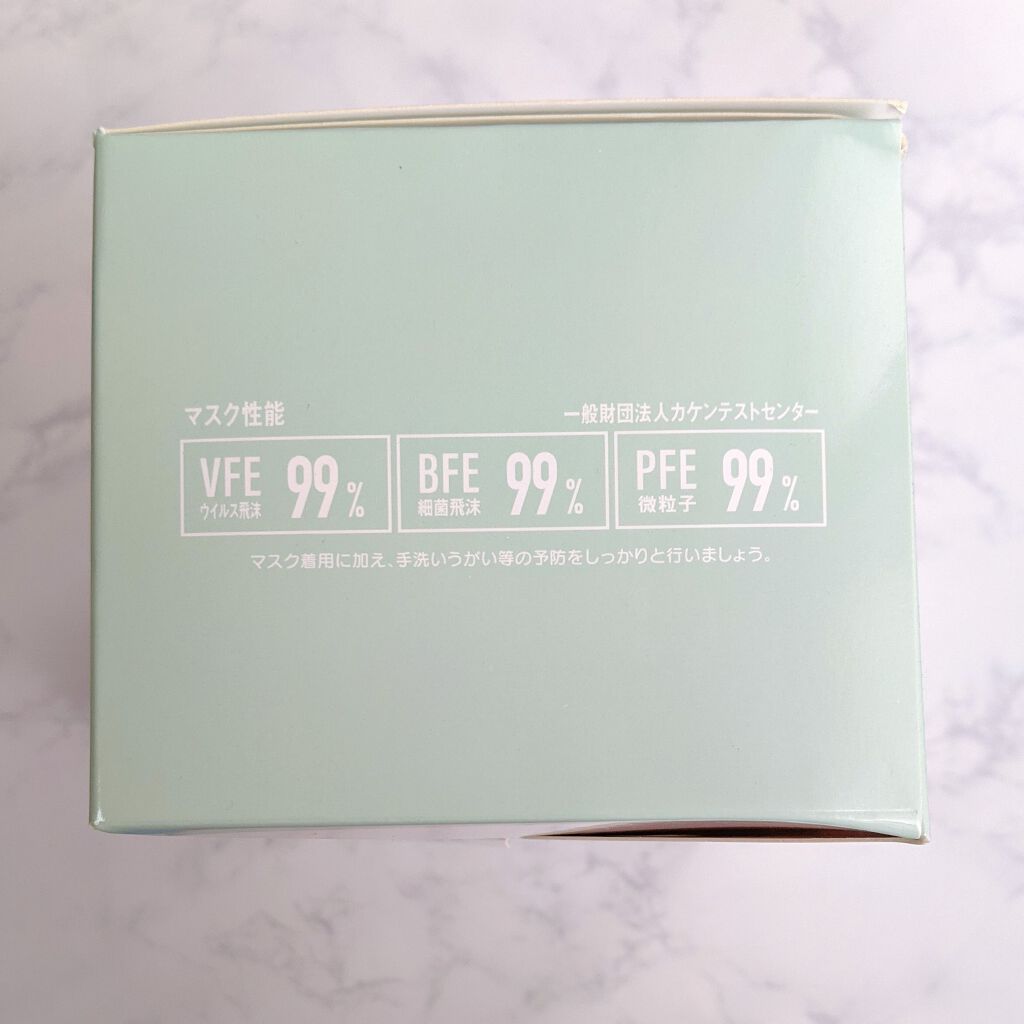 マスク性能 一般財団法人カケンテストセンター
VFE 99% BFE 99% PFE 99%
ウイルス飛沫 細菌飛沫 微粒子
マスク着用に加え、手洗いうがい等の予防をしっかりと行いましょう。